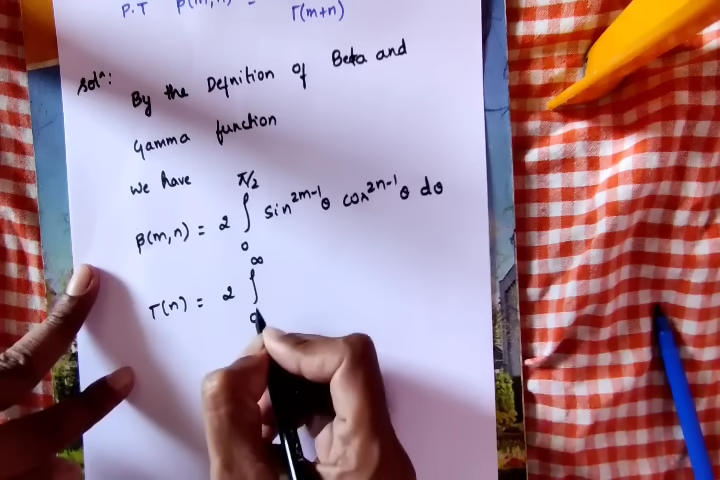 P.T β(m,n) = Γ(m+n)
Solⁿ:
By the Defnition of Beta and
Gamma function
We have
β(m,n) = 2 ∫₀^{π/2} sin^{2m-1}θ cos^{2n-1}θ dθ
Γ(n) = 2 ∫₀^∞